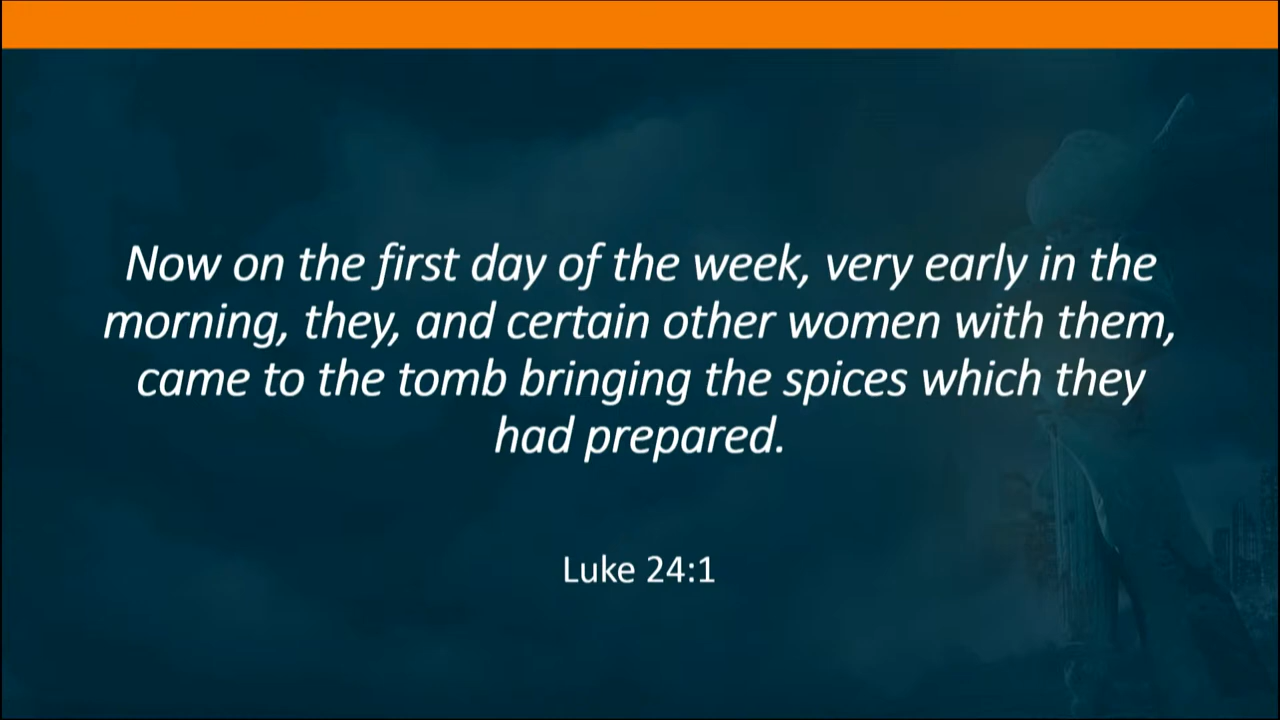 Now on the first day of the week, very early in the
morning, they, and certain other women with them,
came to the tomb bringing the spices which they
had prepared.
Luke 24:1